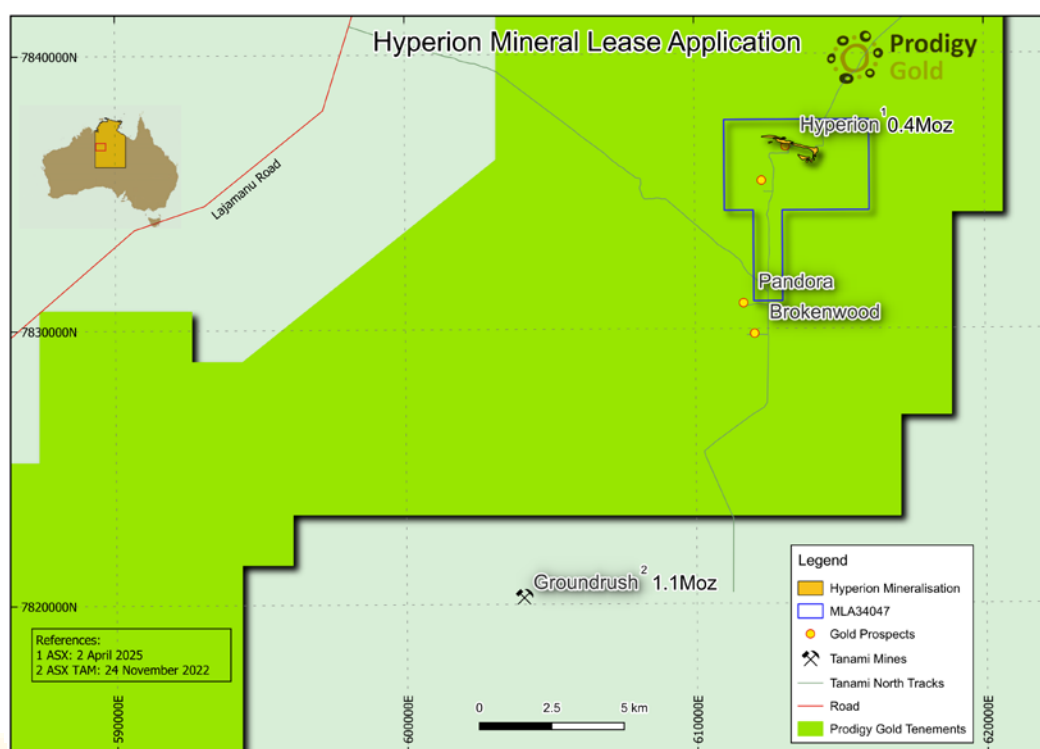 Hyperion Mineral Lease Application
Prodigy
Gold
7840000N
Hyperion 1 0.4Moz
Lajamanu Road
Pandora
Brokenwood
7830000N
Groundrush 2 1.1Moz
7820000N
References:
1 ASX: 2 April 2025
2 ASX TAM: 24 November 2022
Legend
Hyperion Mineralisation
MLA34047
Gold Prospects
Tanami Mines
Tanami North Tracks
Road
Prodigy Gold Tenements
0 2.5 5 km
590000E
600000E
610000E
620000E